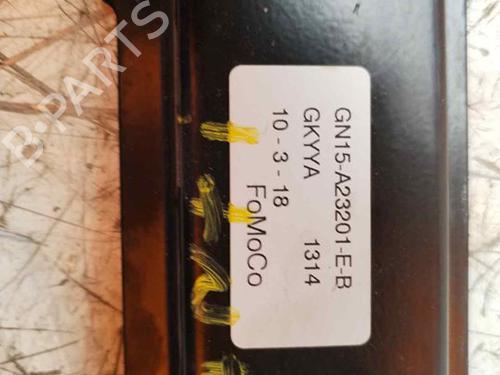 GN15-A23201-E-B
GKYYA 1314
10 - 3 - 18
FoMoCo
B-PARTS